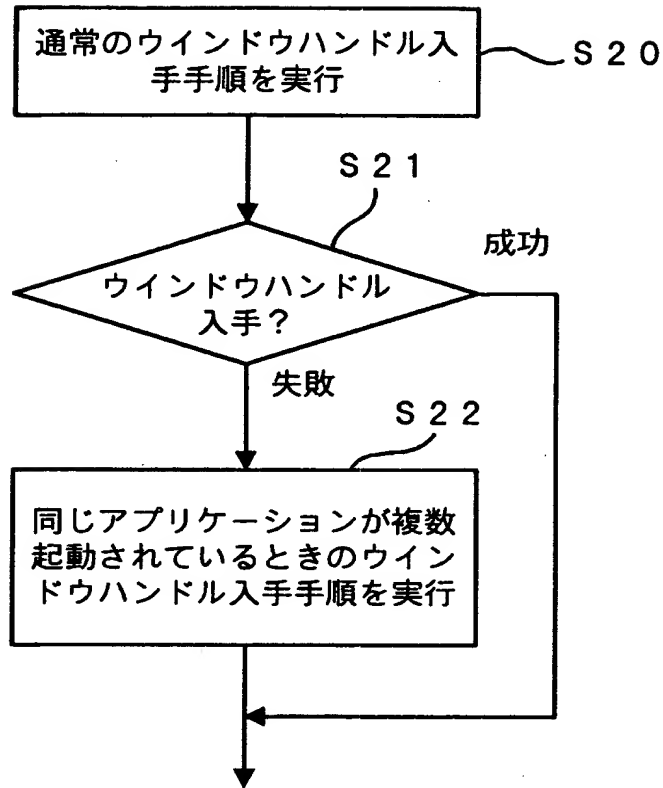 通常のウインドウハンドル入
手手順を実行
S20
S21
成功
ウインドウハンドル
入手？
失敗
S22
同じアプリケーションが複数
起動されているときのウイン
ドウハンドル入手手順を実行